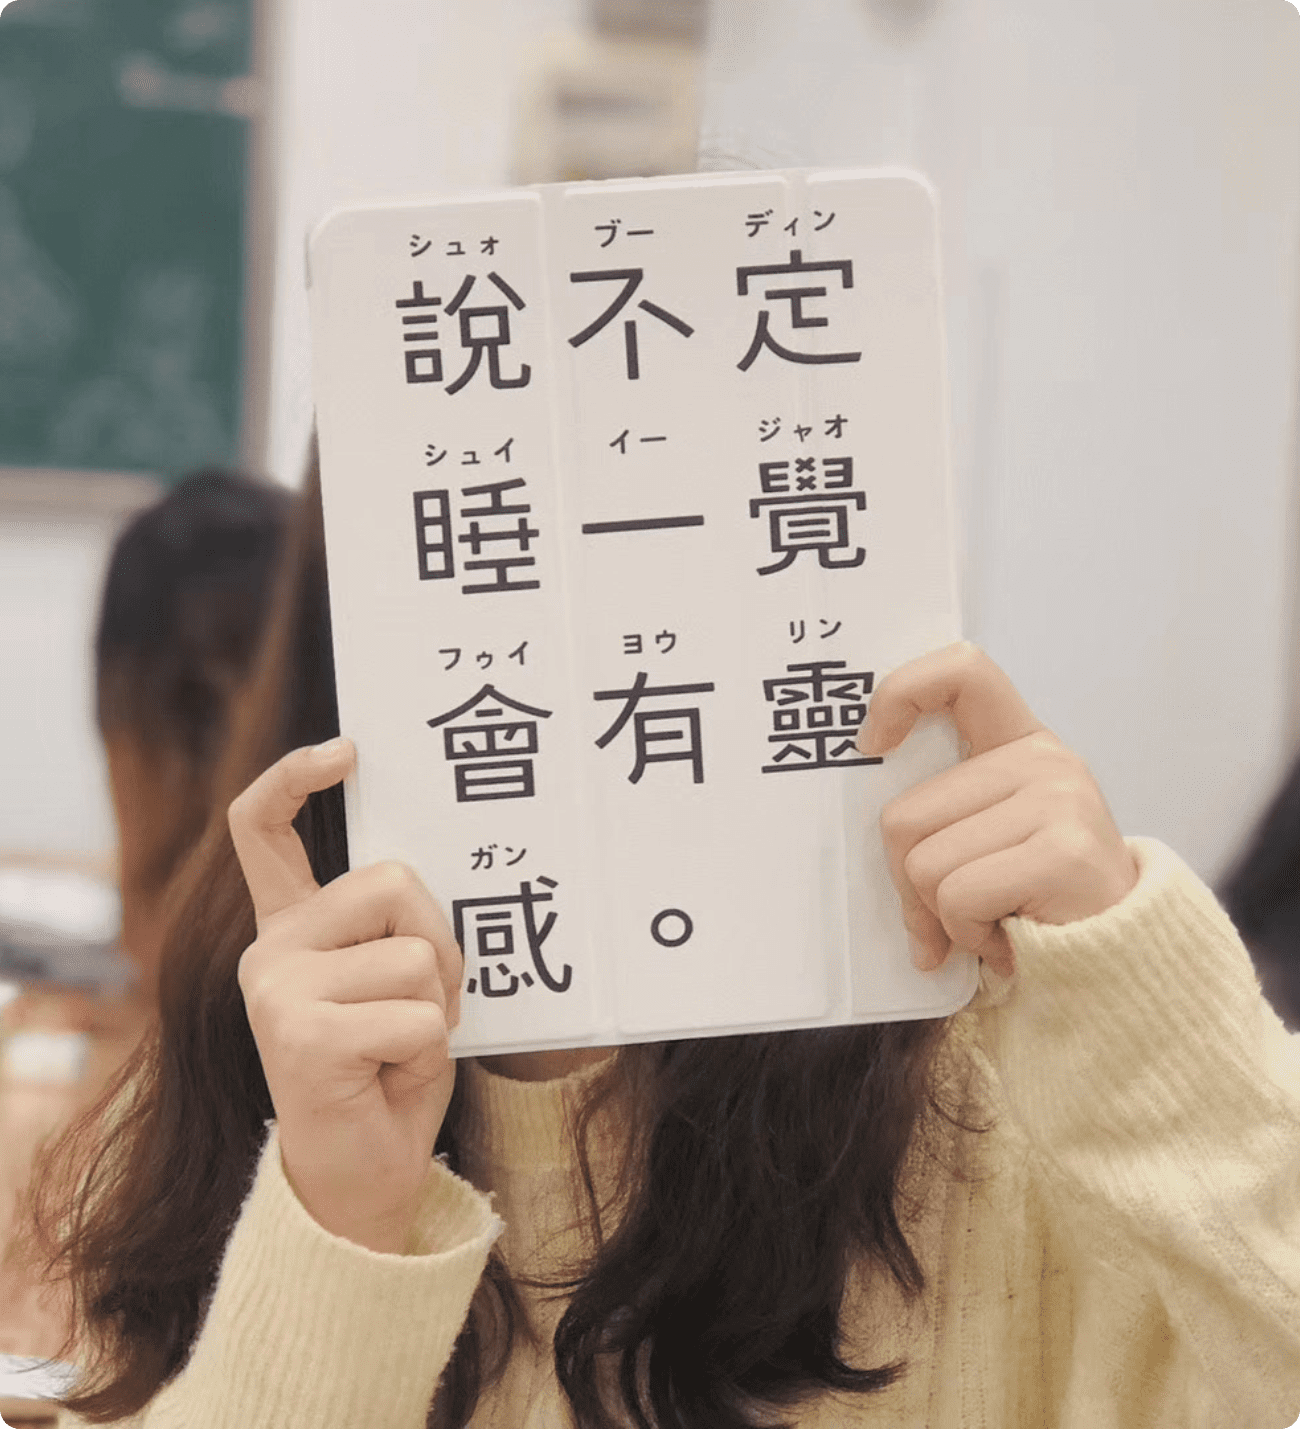 シュォ ブー ディン
說不定
シュイ イー ジャオ
睡一覺
フゥイ ヨウ リン
會有靈
ガン
感。